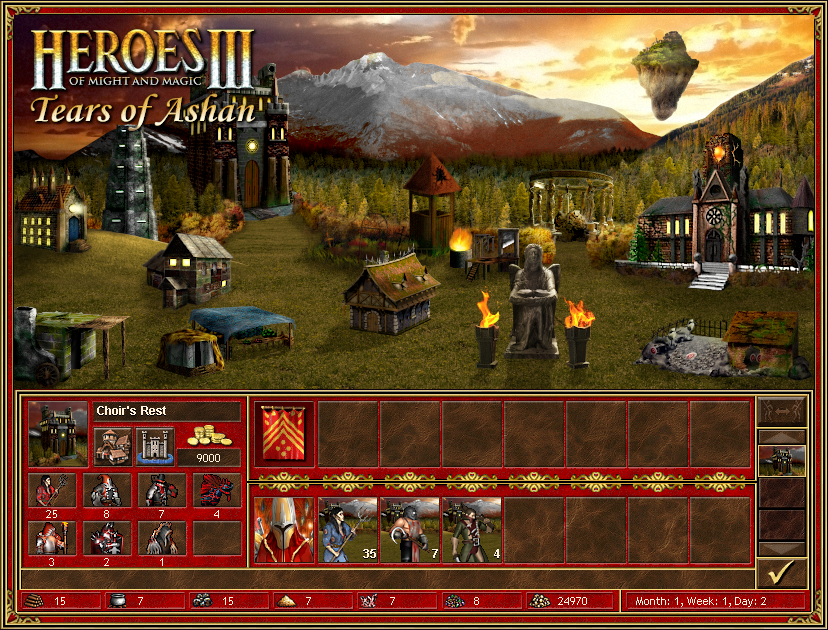 HEROES III
OF MIGHT AND MAGIC
Tears of Ashan
Choir's Rest
9000
25 8 7 4
3 2 1
35 7 4
15 7 15 7 7 8 24970 Month: 1, Week: 1, Day: 2